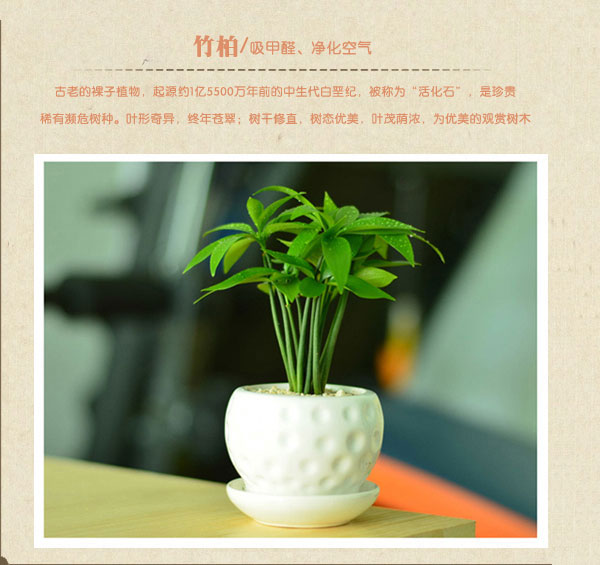 竹柏/吸甲醛、净化空气
古老的裸子植物，起源约1亿5500万年前的中生代白垩纪，被称为“活化石”，是珍贵
稀有濒危树种。叶形奇异，终年苍翠；树干修直，树态优美，叶茂荫浓，为优美的观赏树木